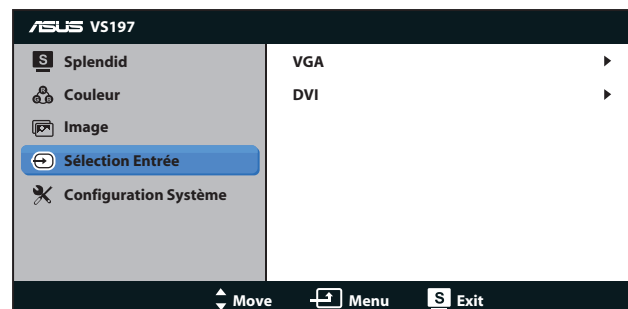 ASUS VS197
S Splendid
Couleur
Image
Sélection Entrée
Configuration Système
VGA
DVI
Move Menu S Exit